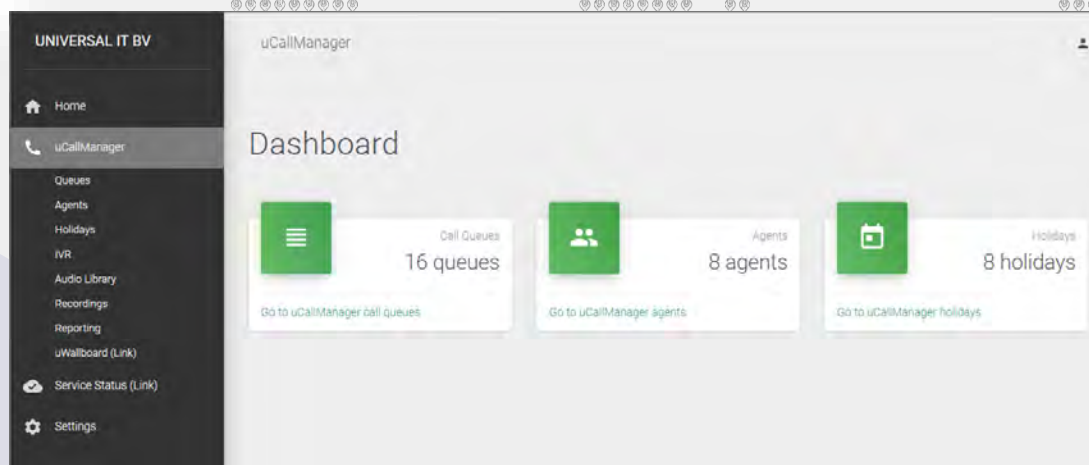 UNIVERSAL IT BV
Home
uCallManager
Queues
Agents
Holidays
IVR
Audio Library
Recordings
Reporting
uWallboard (Link)
Service Status (Link)
Settings
uCallManager
Dashboard
Call Queues
16 queues
Go to uCallManager call queues
Agents
8 agents
Go to uCallManager agents
Holidays
8 holidays
Go to uCallManager holidays